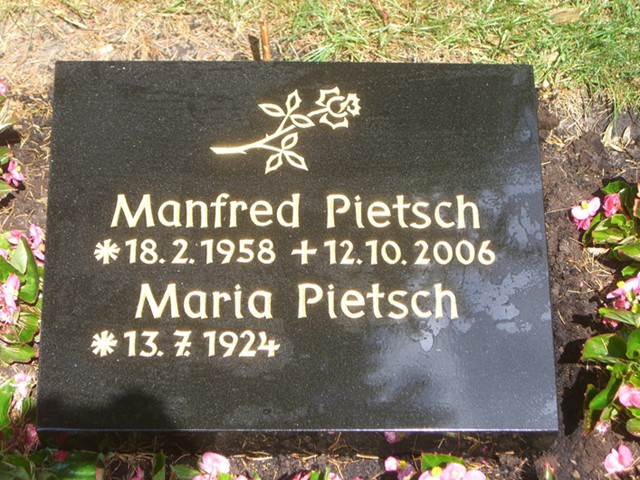 Manfred Pietsch
*18.2.1958 +12.10.2006
Maria Pietsch
*13.7.1924